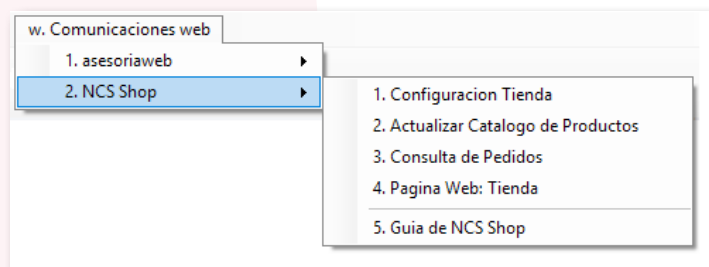 w. Comunicaciones web
1. asesoriaweb
2. NCS Shop
1. Configuracion Tienda
2. Actualizar Catalogo de Productos
3. Consulta de Pedidos
4. Pagina Web: Tienda
5. Guia de NCS Shop